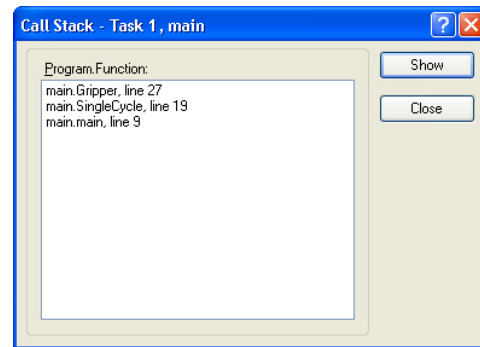 Call Stack - Task 1, main
Show
Program.Function:
main.Gripper, line 27
main.SingleCycle, line 19
main.main, line 9
Close